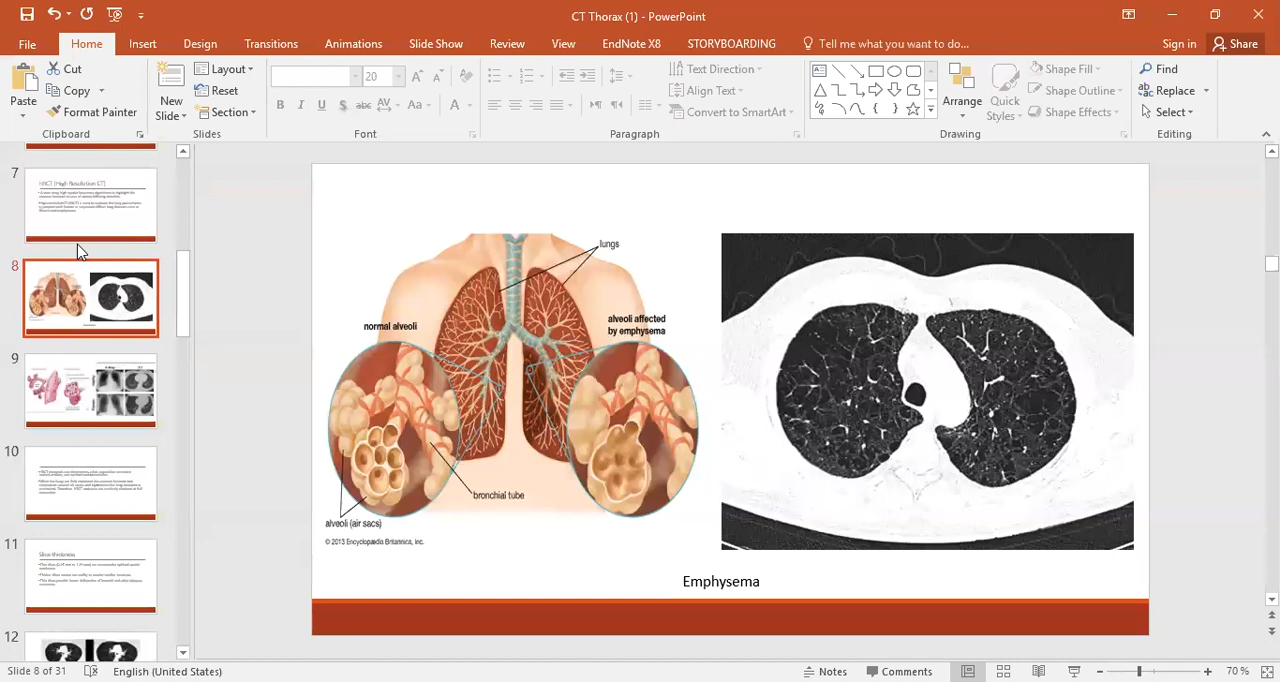 CT Thorax (1) - PowerPoint
File Home Insert Design Transitions Animations Slide Show Review View EndNote X8 STORYBOARDING Tell me what you want to do... Sign in Share
Paste
Cut
Copy
Format Painter
Clipboard
New Slide
Layout
Reset
Section
Slides
20
B I U S abc AV Aa A
Font
Text Direction
Align Text
Convert to SmartArt
Paragraph
Arrange
Quick Styles
Shape Fill
Shape Outline
Shape Effects
Drawing
Find
Replace
Select
Editing
7
HRCT (High Resolution CT)
8
9
10
11
Slice thickness
12
lungs
normal alveoli
alveoli affected
by emphysema
bronchial tube
alveoli (air sacs)
© 2013 Encyclopædia Britannica, Inc.
Emphysema
Slide 8 of 31 English (United States) Notes Comments 70 %